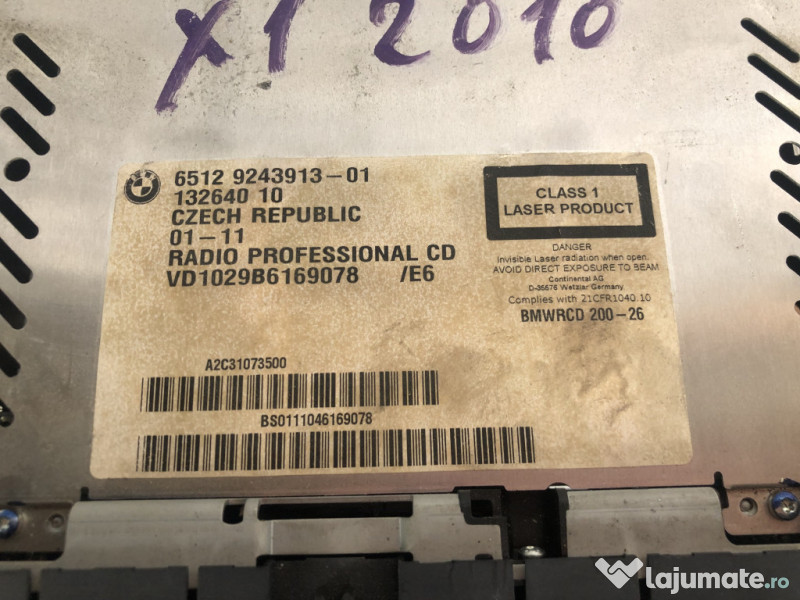 X1 2010
6512 9243913-01
132640 10
CZECH REPUBLIC
01-11
RADIO PROFESSIONAL CD
VD1029B6169078 /E6
CLASS 1
LASER PRODUCT
DANGER
Invisible Laser radiation when open.
AVOID DIRECT EXPOSURE TO BEAM
Continental AG
D-35576 Wetzlar Germany
Complies with 21CFR1040.10
BMWRCD 200-26
A2C31073500
BS0111046169078
lajumate.ro